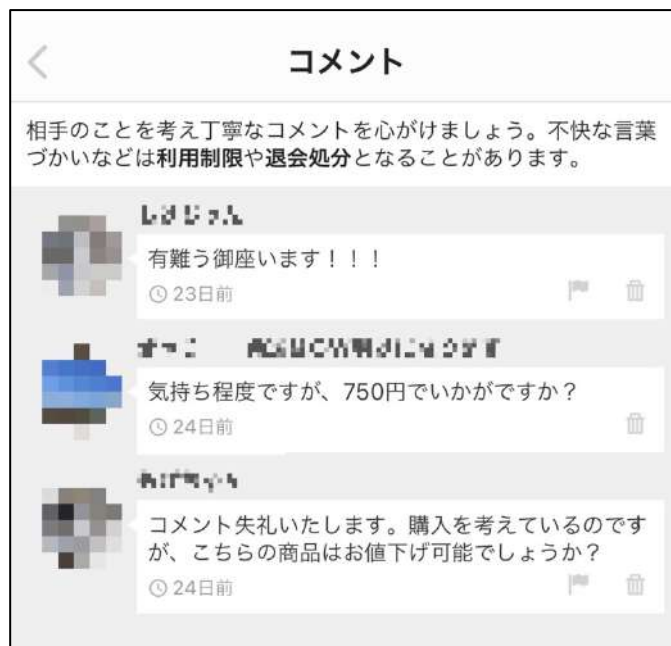 コメント
相手のことを考え丁寧なコメントを心がけましょう。不快な言葉
づかいなどは利用制限や退会処分となることがあります。
有難う御座います！！！
23日前
気持ち程度ですが、750円でいかがですか？
24日前
コメント失礼いたします。購入を考えているのです
が、こちらの商品はお値下げ可能でしょうか？
24日前